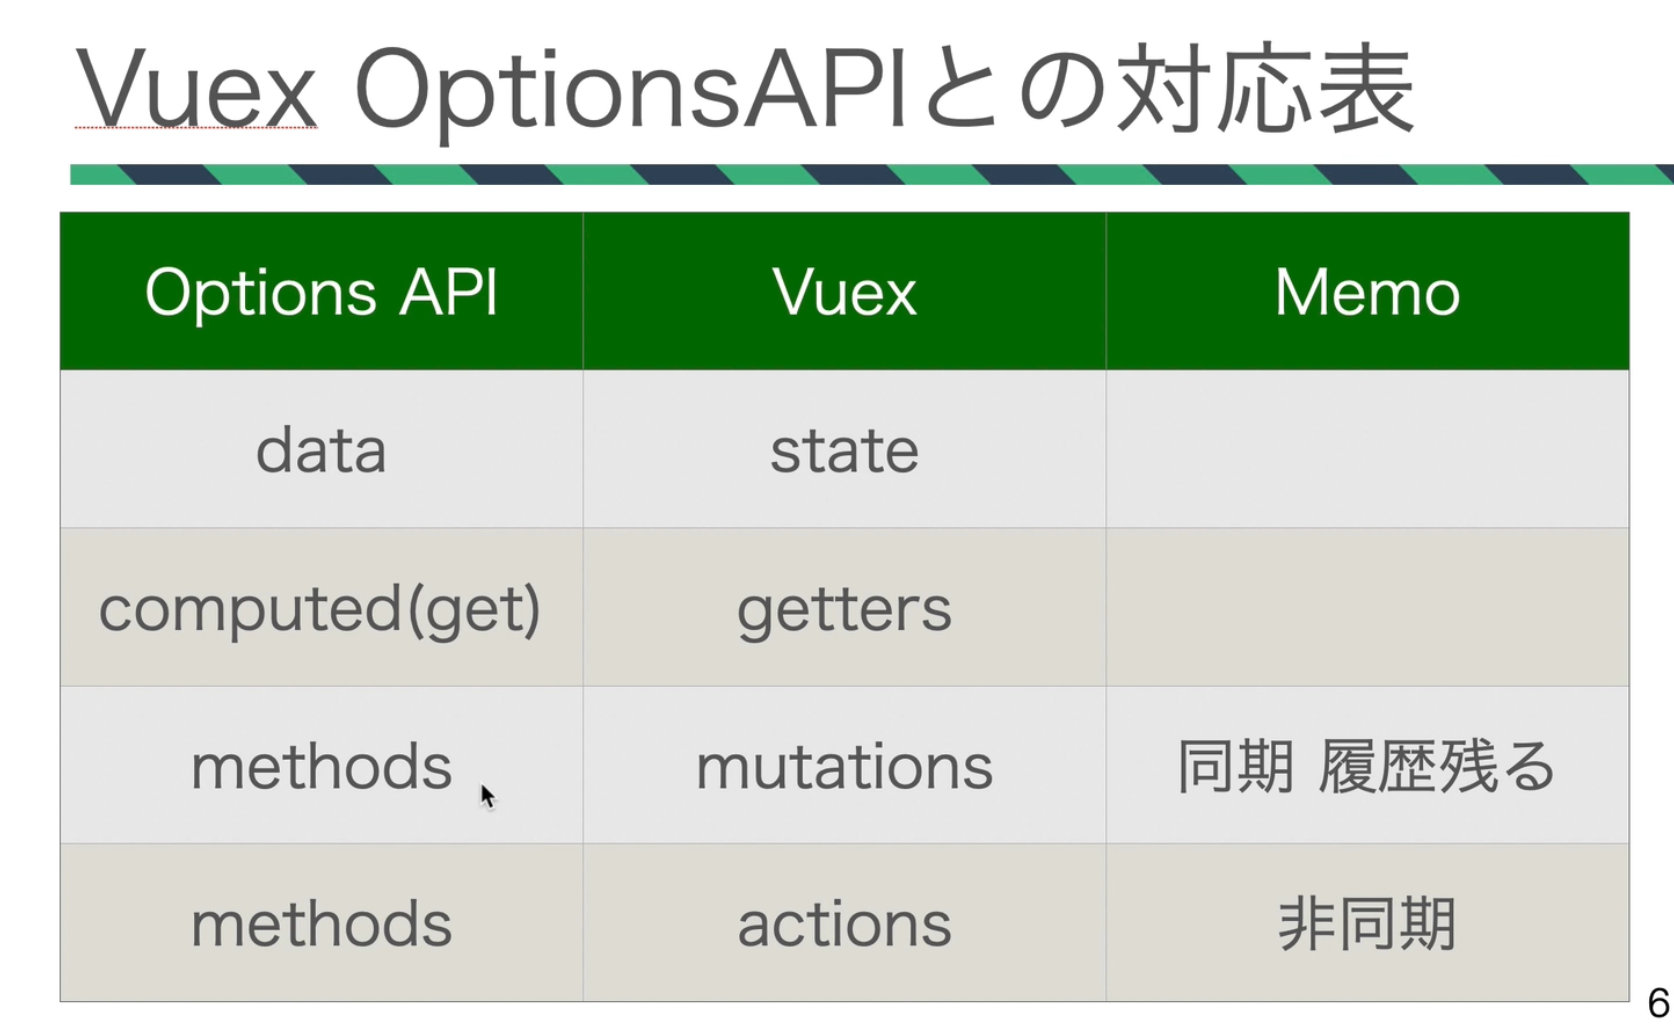 Vuex OptionsAPIとの対応表
Options API Vuex Memo
data state
computed(get) getters
methods mutations 同期 履歴残る
methods actions 非同期
6